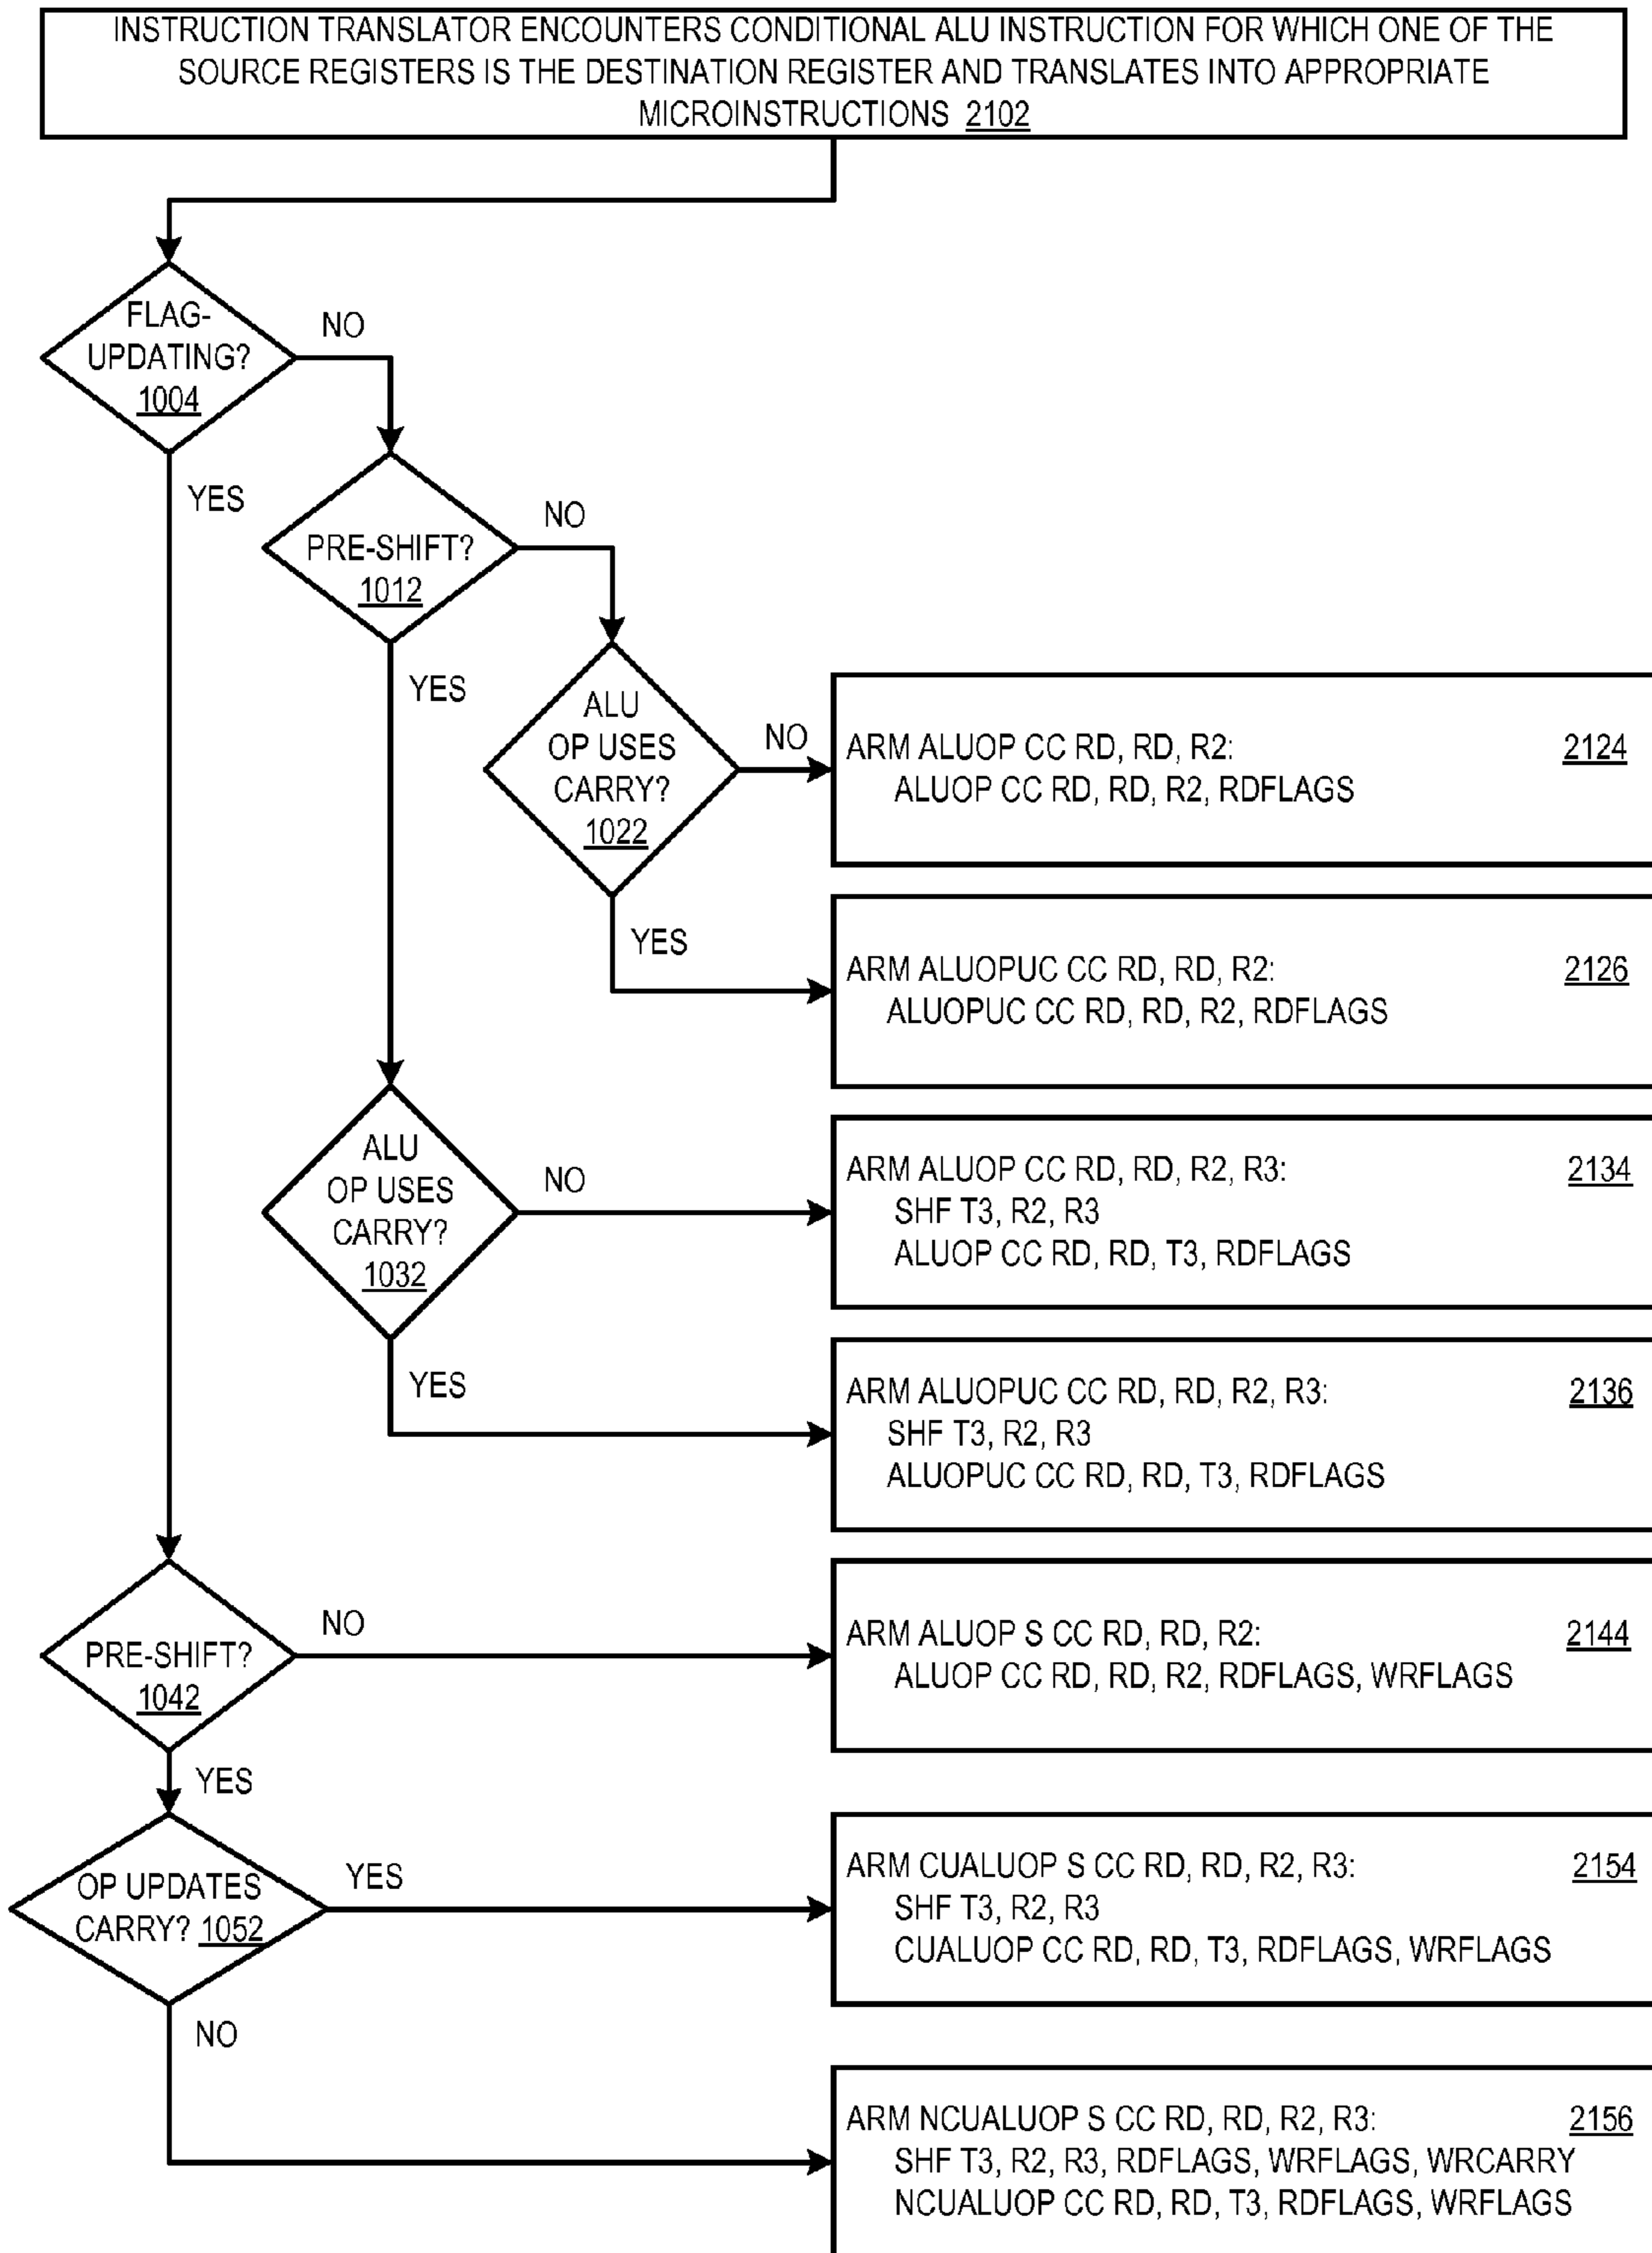 INSTRUCTION TRANSLATOR ENCOUNTERS CONDITIONAL ALU INSTRUCTION FOR WHICH ONE OF THE
SOURCE REGISTERS IS THE DESTINATION REGISTER AND TRANSLATES INTO APPROPRIATE
MICROINSTRUCTIONS 2102
FLAG-
UPDATING?
1004
NO
YES
PRE-SHIFT?
1012
NO
YES
ALU
OP USES
CARRY?
1022
NO
YES
ARM ALUOP CC RD, RD, R2: 2124
ALUOP CC RD, RD, R2, RDFLAGS
ARM ALUOPUC CC RD, RD, R2: 2126
ALUOPUC CC RD, RD, R2, RDFLAGS
ALU
OP USES
CARRY?
1032
NO
YES
ARM ALUOP CC RD, RD, R2, R3: 2134
SHF T3, R2, R3
ALUOP CC RD, RD, T3, RDFLAGS
ARM ALUOPUC CC RD, RD, R2, R3: 2136
SHF T3, R2, R3
ALUOPUC CC RD, RD, T3, RDFLAGS
PRE-SHIFT?
1042
NO
YES
ARM ALUOP S CC RD, RD, R2: 2144
ALUOP CC RD, RD, R2, RDFLAGS, WRFLAGS
OP UPDATES
CARRY? 1052
YES
NO
ARM CUALUOP S CC RD, RD, R2, R3: 2154
SHF T3, R2, R3
CUALUOP CC RD, RD, T3, RDFLAGS, WRFLAGS
ARM NCUALUOP S CC RD, RD, R2, R3: 2156
SHF T3, R2, R3, RDFLAGS, WRFLAGS, WRCARRY
NCUALUOP CC RD, RD, T3, RDFLAGS, WRFLAGS